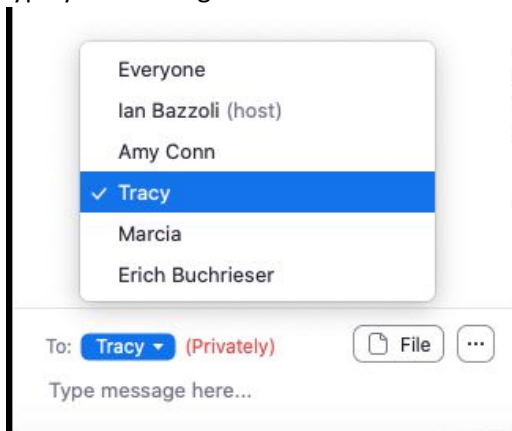 Everyone
Ian Bazzoli (host)
Amy Conn
✓ Tracy
Marcia
Erich Buchrieser
To: Tracy (Privately) File ...
Type message here...